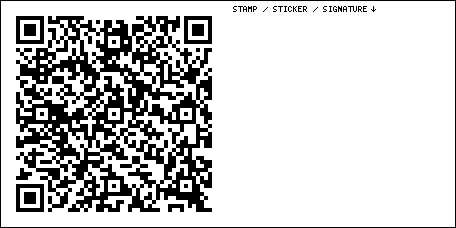 STAMP / STICKER / SIGNATURE ↓